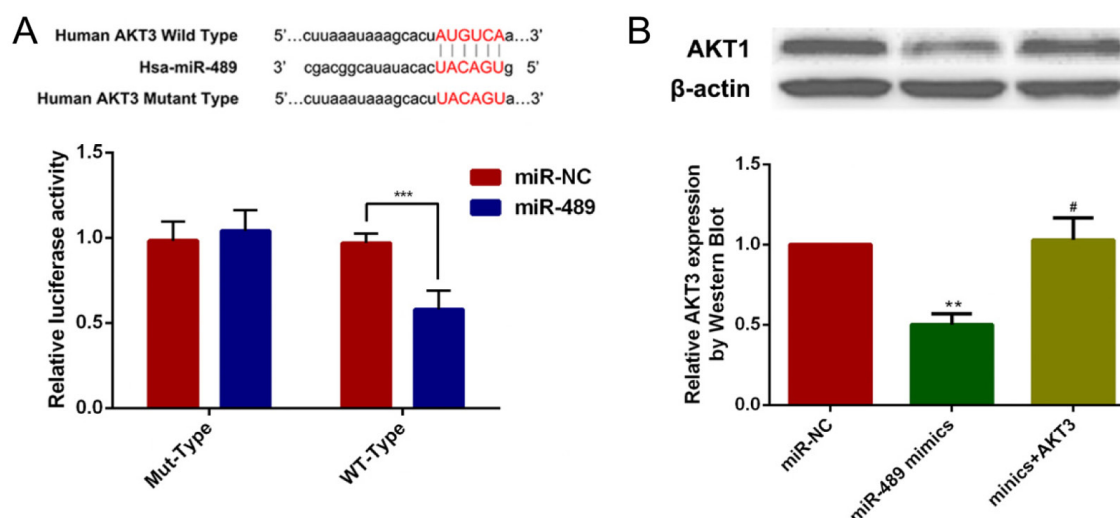 A
Human AKT3 Wild Type 5’…cuuaaauaaagcacuAUGUCAa…3’
Hsa-miR-489 3’ cgacggcauauacacUACAGUg 5’
Human AKT3 Mutant Type 5’…cuuaaauaaagcacuUACAGUa…3’
Relative luciferase activity
1.5
1.0
0.5
0.0
***
miR-NC
miR-489
Mut-Type
WT-Type
B
AKT1
β-actin
Relative AKT3 expression
by Western Blot
1.5
1.0
0.5
0.0
**
#
miR-NC
miR-489 mimics
minics+AKT3